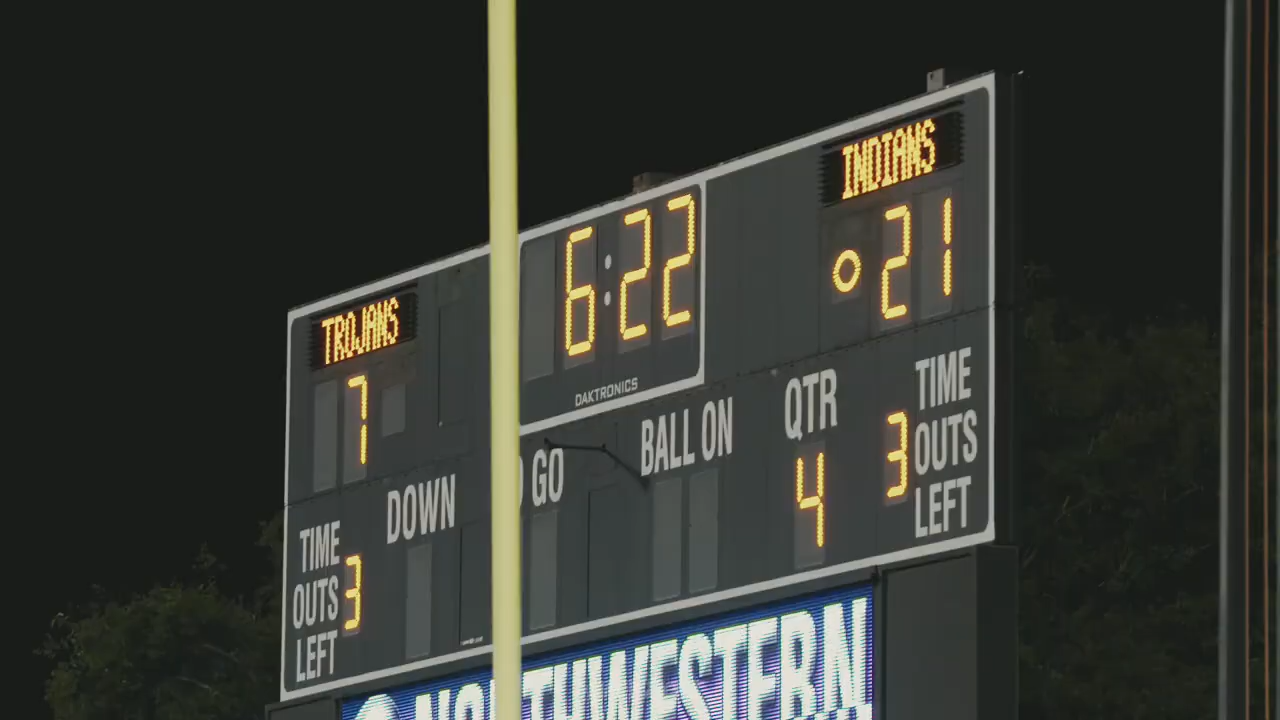 INDIANS
6:22
21
TROJANS
7
DAKTRONICS
DOWN
GO
BALL ON
QTR
4
3
TIME
OUTS
LEFT
TIME
OUTS
LEFT
3
NORTHWESTERN